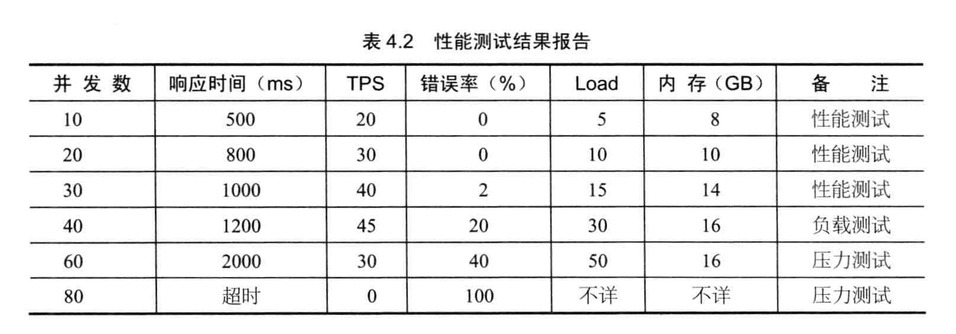 表 4.2 性能测试结果报告
并发数 响应时间（ms） TPS 错误率（%） Load 内存（GB） 备注
10 500 20 0 5 8 性能测试
20 800 30 0 10 10 性能测试
30 1000 40 2 15 14 性能测试
40 1200 45 20 30 16 负载测试
60 2000 30 40 50 16 压力测试
80 超时 0 100 不详 不详 压力测试